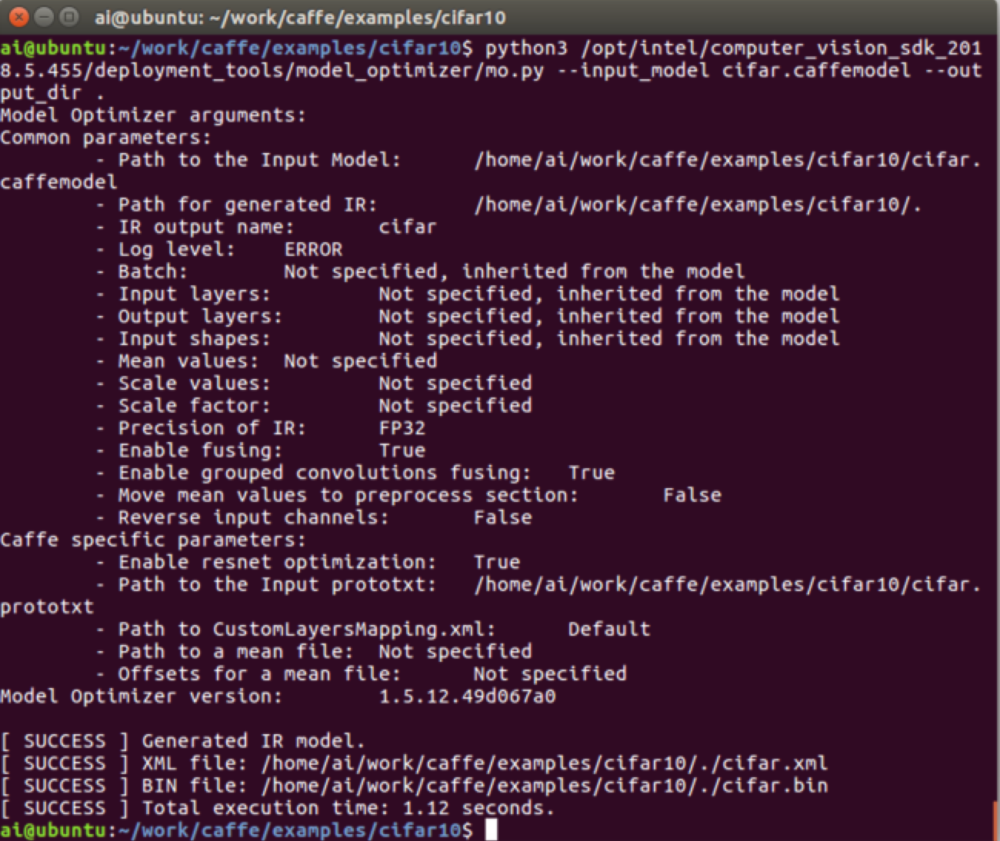 ai@ubuntu: ~/work/caffe/examples/cifar10
ai@ubuntu:~/work/caffe/examples/cifar10$ python3 /opt/intel/computer_vision_sdk_201
8.5.455/deployment_tools/model_optimizer/mo.py --input_model cifar.caffemodel --out
put_dir .
Model Optimizer arguments:
Common parameters:
- Path to the Input Model: /home/ai/work/caffe/examples/cifar10/cifar.
caffemodel
- Path for generated IR: /home/ai/work/caffe/examples/cifar10/.
- IR output name: cifar
- Log level: ERROR
- Batch: Not specified, inherited from the model
- Input layers: Not specified, inherited from the model
- Output layers: Not specified, inherited from the model
- Input shapes: Not specified, inherited from the model
- Mean values: Not specified
- Scale values: Not specified
- Scale factor: Not specified
- Precision of IR: FP32
- Enable fusing: True
- Enable grouped convolutions fusing: True
- Move mean values to preprocess section: False
- Reverse input channels: False
Caffe specific parameters:
- Enable resnet optimization: True
- Path to the Input prototxt: /home/ai/work/caffe/examples/cifar10/cifar.
prototxt
- Path to CustomLayersMapping.xml: Default
- Path to a mean file: Not specified
- Offsets for a mean file: Not specified
Model Optimizer version: 1.5.12.49d067a0
[ SUCCESS ] Generated IR model.
[ SUCCESS ] XML file: /home/ai/work/caffe/examples/cifar10/./cifar.xml
[ SUCCESS ] BIN file: /home/ai/work/caffe/examples/cifar10/./cifar.bin
[ SUCCESS ] Total execution time: 1.12 seconds.
ai@ubuntu:~/work/caffe/examples/cifar10$